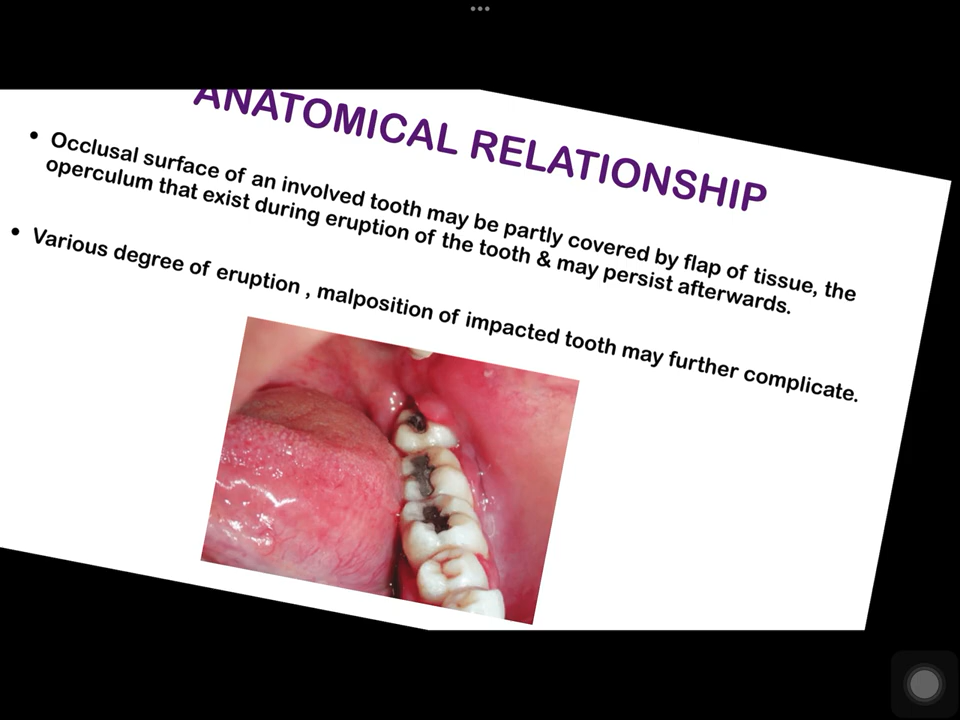 ANATOMICAL RELATIONSHIP
• Occlusal surface of an involved tooth may be partly covered by flap of tissue, the
operculum that exist during eruption of the tooth & may persist afterwards.
• Various degree of eruption , malposition of impacted tooth may further complicate.